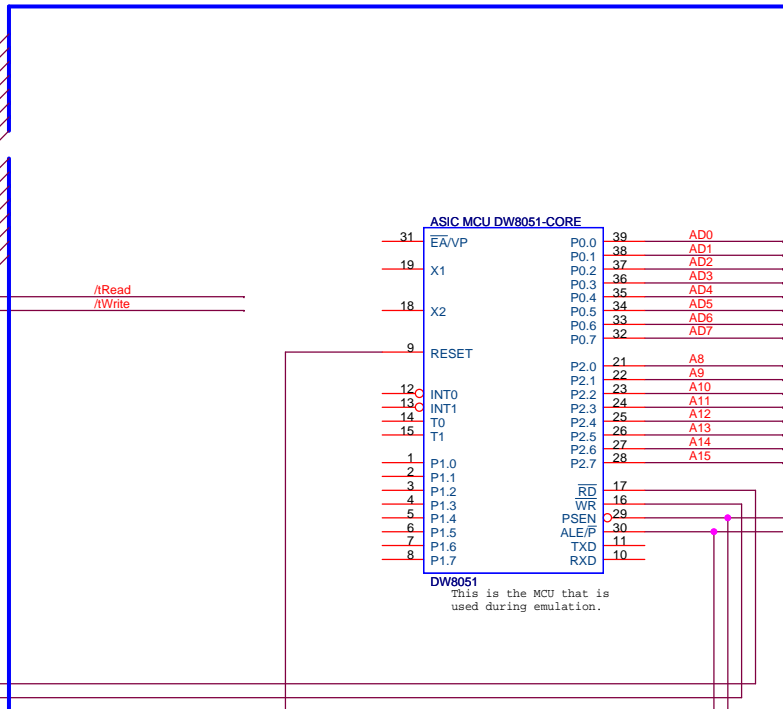 ASIC MCU DW8051-CORE
31 EA/VP P0.0 39 AD0
P0.1 38 AD1
19 X1 P0.2 37 AD2
P0.3 36 AD3
/tRead P0.4 35 AD4
/tWrite 18 X2 P0.5 34 AD5
P0.6 33 AD6
P0.7 32 AD7
9 RESET
P2.0 21 A8
P2.1 22 A9
12 INT0 P2.2 23 A10
13 INT1 P2.3 24 A11
14 T0 P2.4 25 A12
15 T1 P2.5 26 A13
P2.6 27 A14
1 P1.0 P2.7 28 A15
2 P1.1
3 P1.2 RD 17
4 P1.3 WR 16
5 P1.4 PSEN 29
6 P1.5 ALE/P 30
7 P1.6 TXD 11
8 P1.7 RXD 10
DW8051
This is the MCU that is
used during emulation.